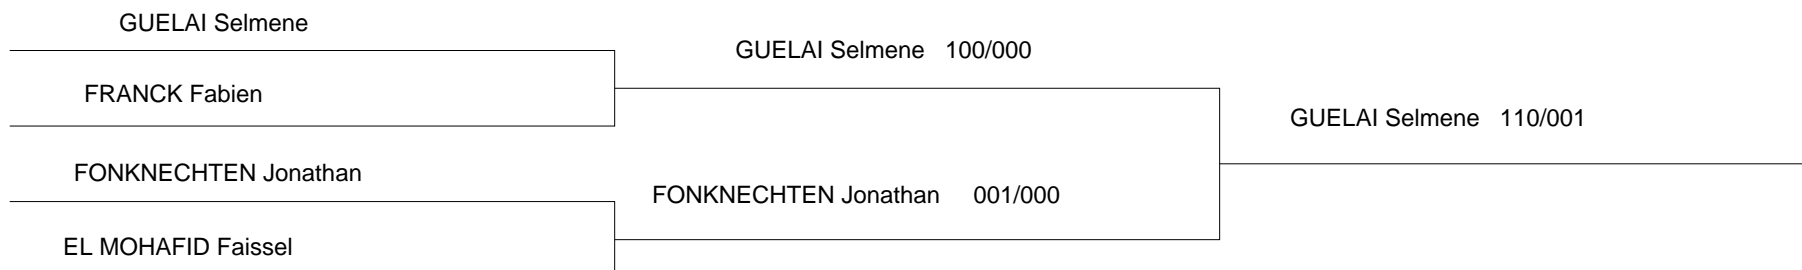 GUELAI Selmene
FRANCK Fabien
FONKNECHTEN Jonathan
EL MOHAFID Faissel
GUELAI Selmene 100/000
FONKNECHTEN Jonathan 001/000
GUELAI Selmene 110/001